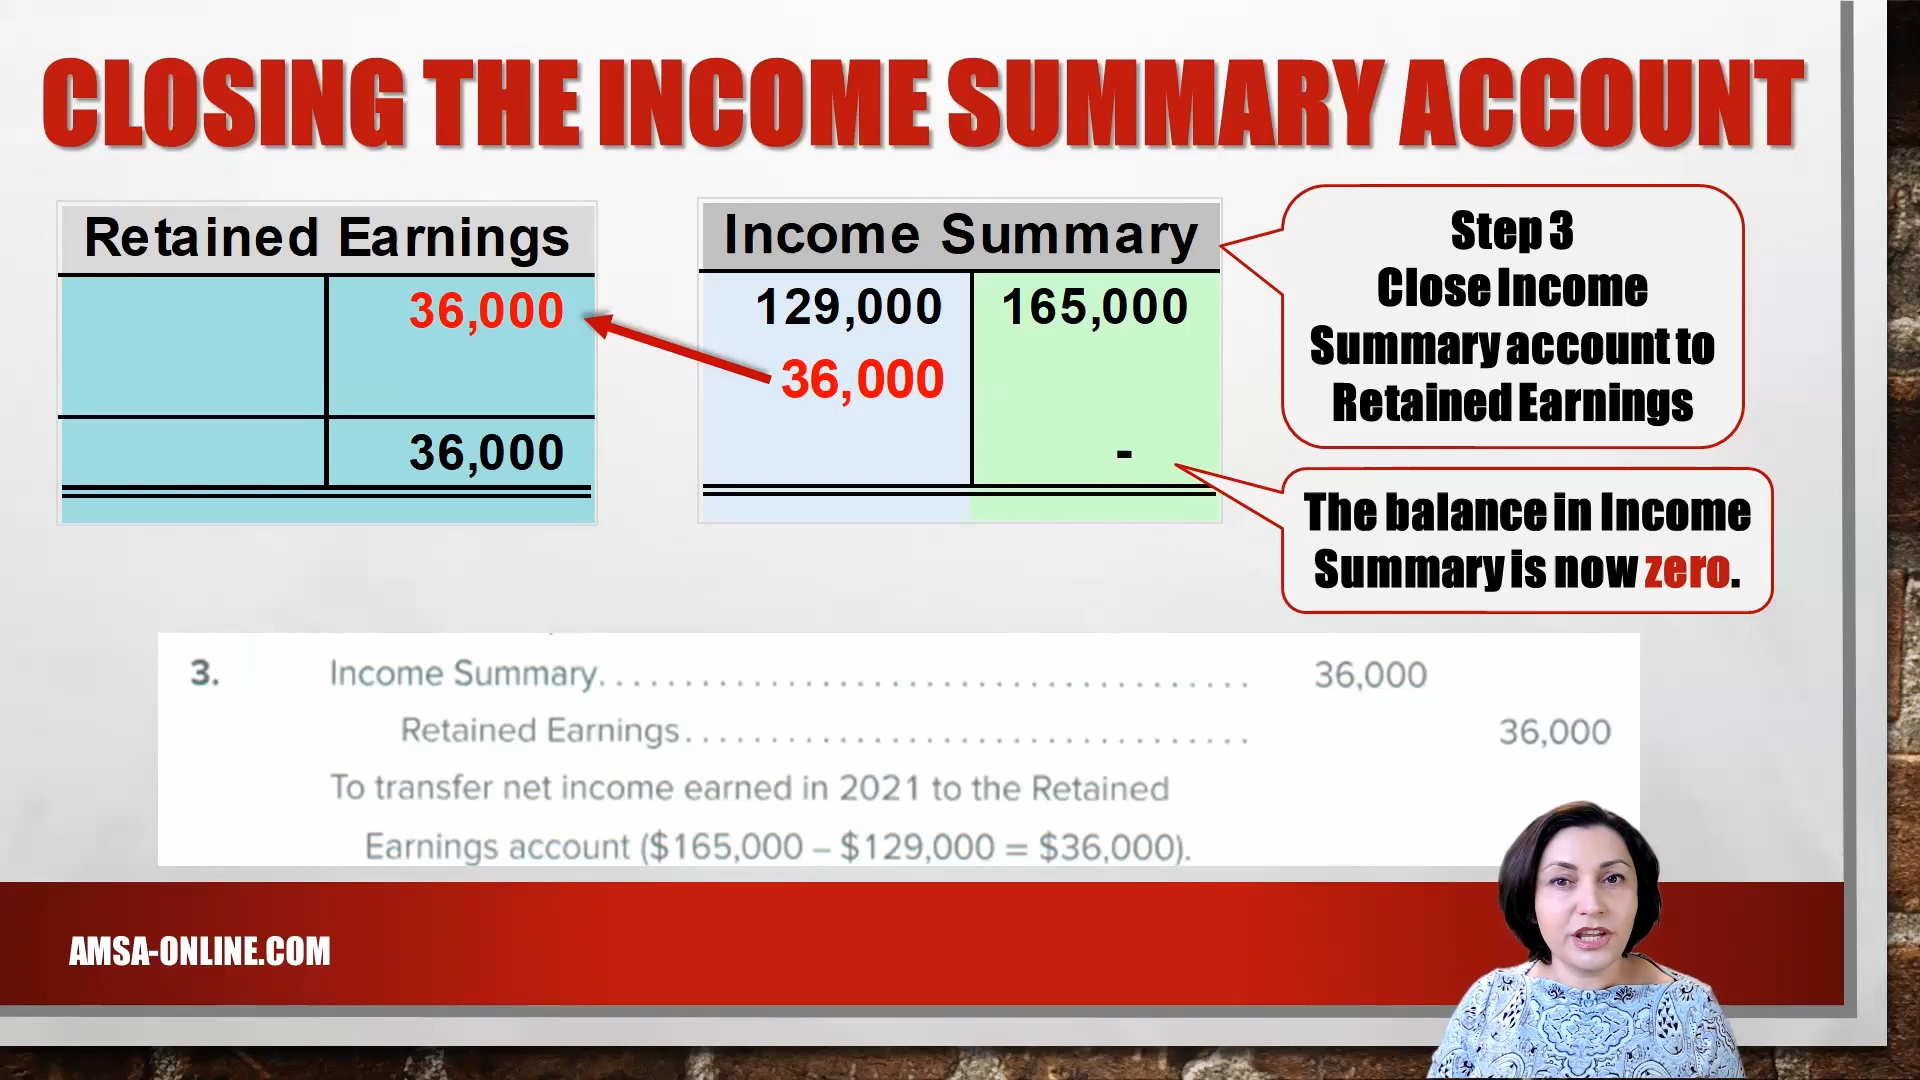 CLOSING THE INCOME SUMMARY ACCOUNT
Retained Earnings
36,000
36,000
Income Summary
129,000 165,000
36,000
-
Step 3
Close Income
Summary account to
Retained Earnings
The balance in Income
Summary is now zero.
3. Income Summary........................................ 36,000
Retained Earnings.................................. 36,000
To transfer net income earned in 2021 to the Retained
Earnings account ($165,000 – $129,000 = $36,000).
AMSA-ONLINE.COM